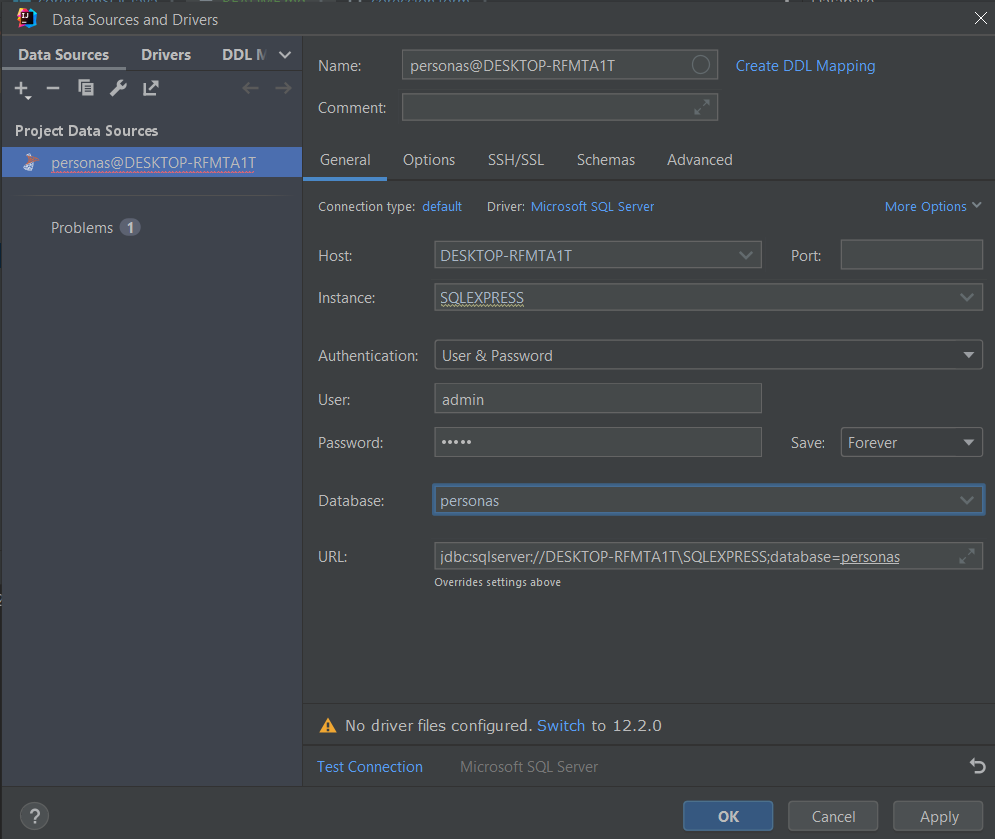 Data Sources and Drivers
Data Sources Drivers DDL M
Project Data Sources
personas@DESKTOP-RFMTA1T
Problems 1
Name: personas@DESKTOP-RFMTA1T Create DDL Mapping
Comment:
General Options SSH/SSL Schemas Advanced
Connection type: default Driver: Microsoft SQL Server More Options
Host: DESKTOP-RFMTA1T Port:
Instance: SQLEXPRESS
Authentication: User & Password
User: admin
Password: ••••• Save: Forever
Database: personas
URL: jdbc:sqlserver://DESKTOP-RFMTA1T\SQLEXPRESS;database=personas
Overrides settings above
No driver files configured. Switch to 12.2.0
Test Connection Microsoft SQL Server
? OK Cancel Apply